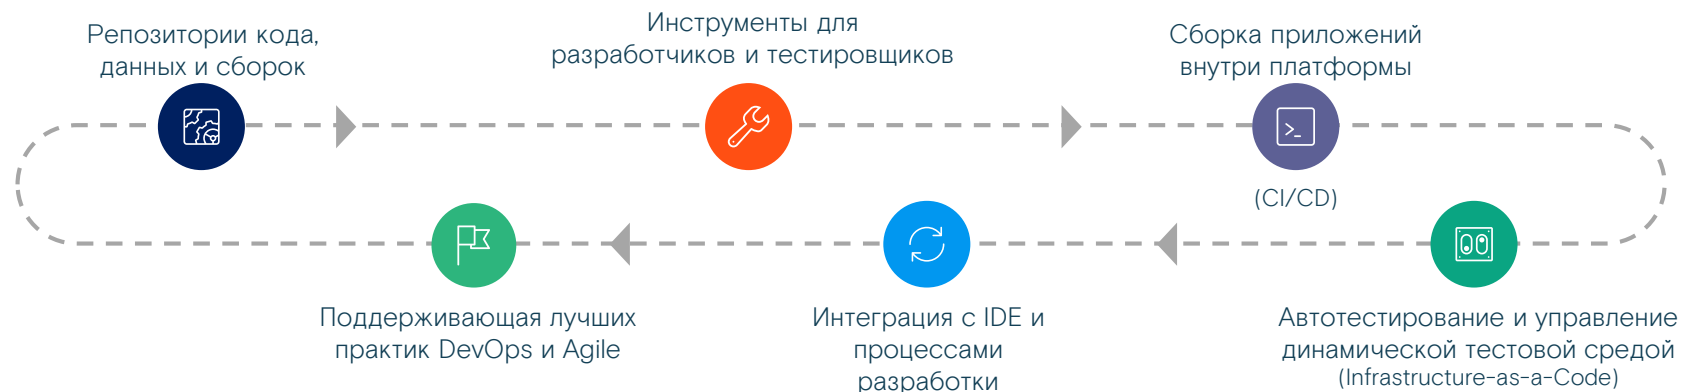 Репозитории кода,
данных и сборок
Инструменты для
разработчиков и тестировщиков
Сборка приложений
внутри платформы
>_
(CI/CD)
Поддерживающая лучших
практик DevOps и Agile
Интеграция с IDE и
процессами
разработки
Автотестирование и управление
динамической тестовой средой
(Infrastructure-as-a-Code)